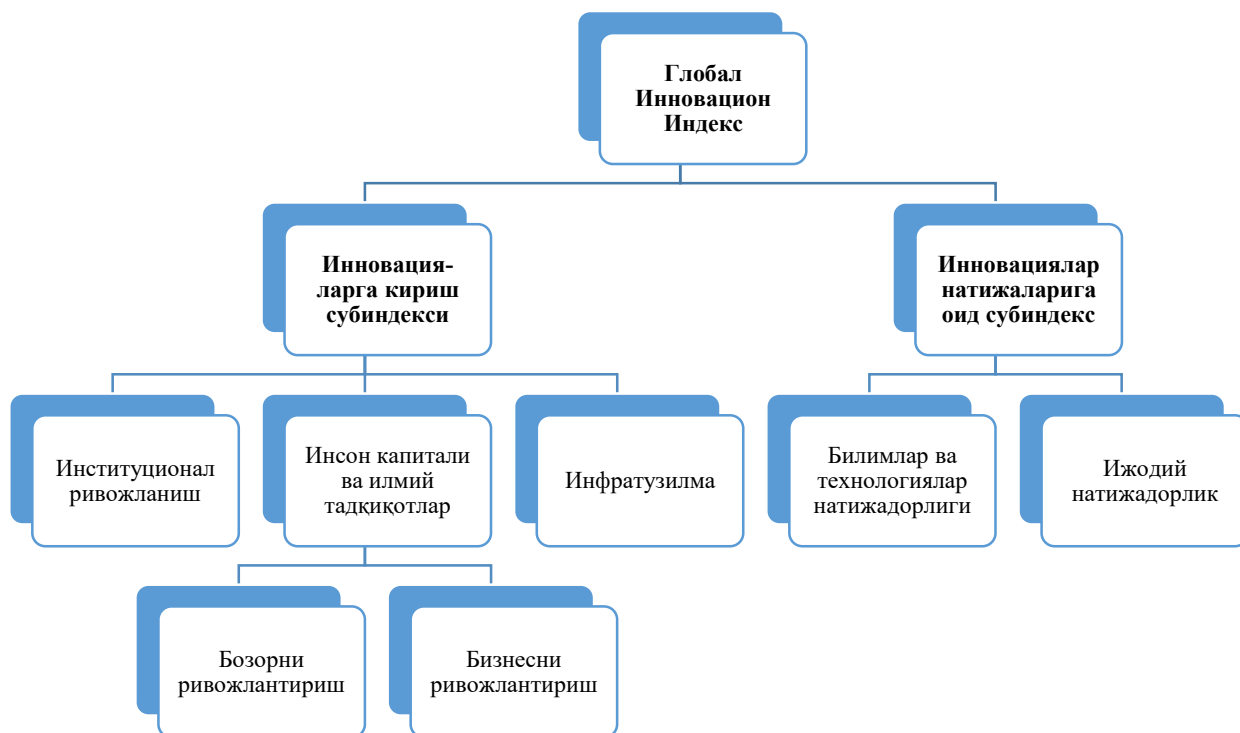 Глобал
Инновацион
Индекс
Инновация-
ларга кириш
субиндекси
Инновациялар
натижаларига
оид субиндекс
Институционал
ривожланиш
Инсон капитали
ва илмий
тадқиқотлар
Инфратузилма
Билимлар ва
технологиялар
натижадорлиги
Ижодий
натижадорлик
Бозорни
ривожлантириш
Бизнесни
ривожлантириш